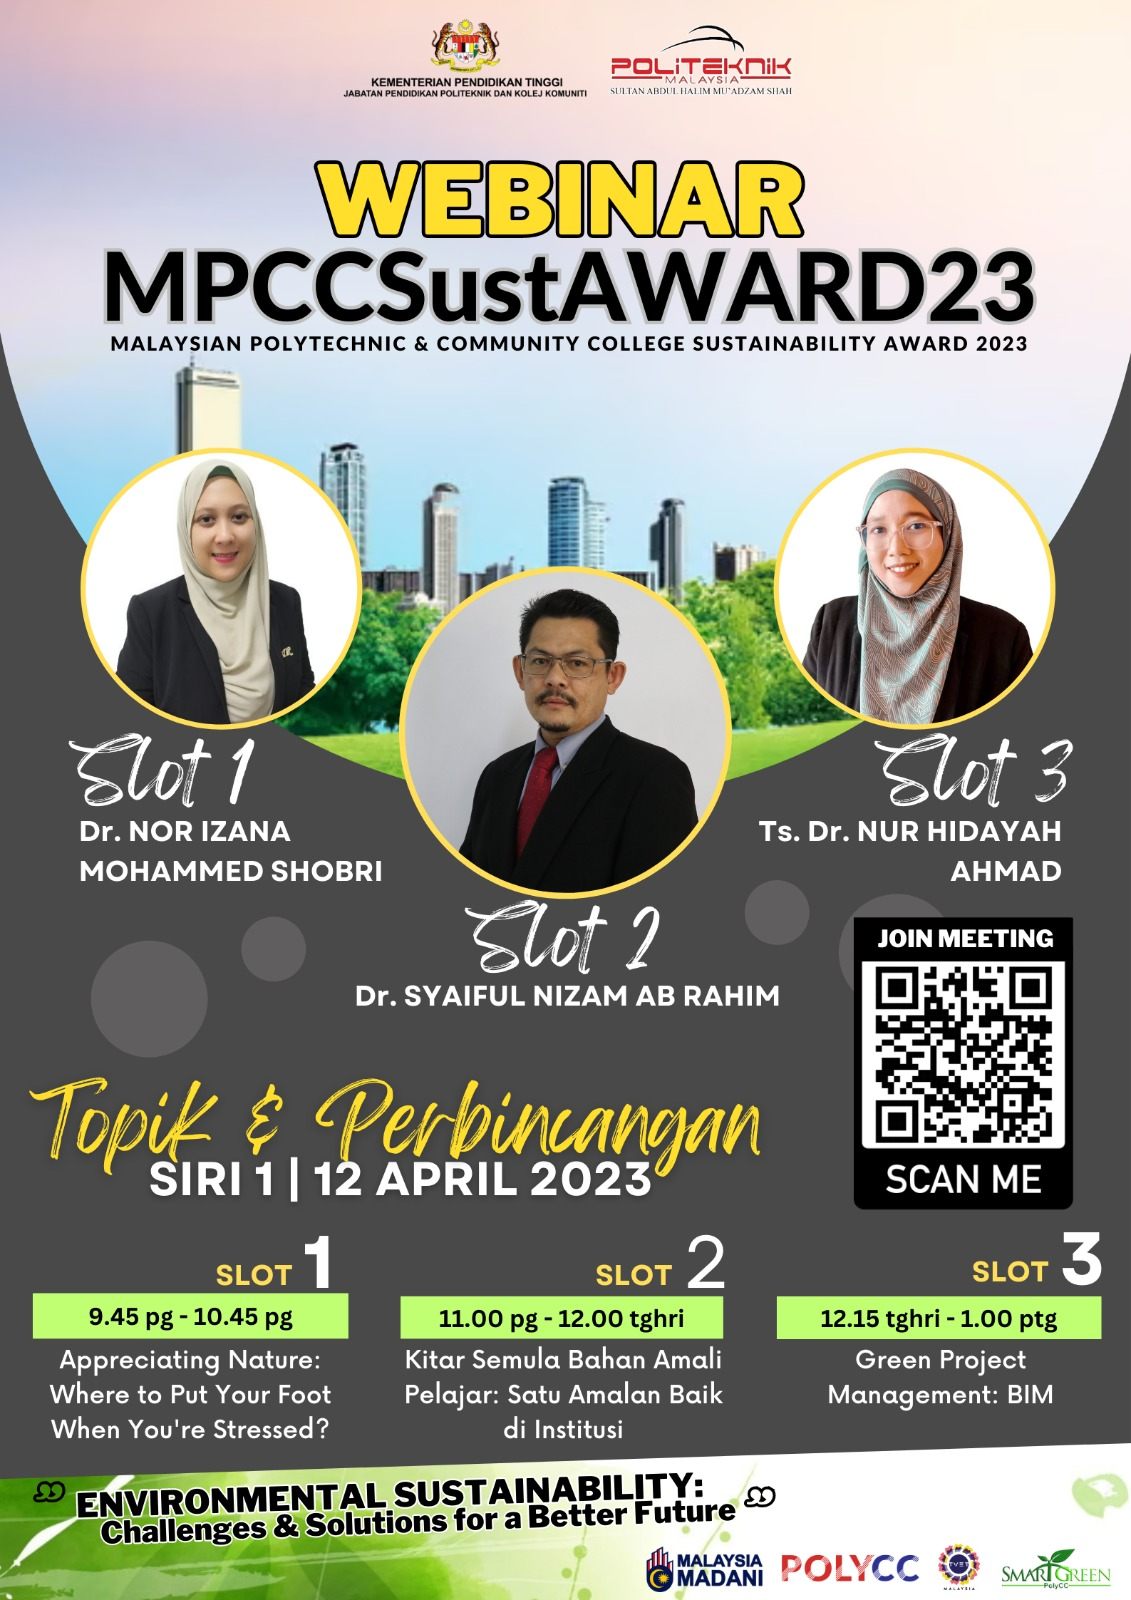 KEMENTERIAN PENDIDIKAN TINGGI
JABATAN PENDIDIKAN POLITEKNIK DAN KOLEJ KOMUNITI
POLITEKNIK
MALAYSIA
SULTAN ABDUL HALIM MU'ADZAM SHAH
WEBINAR
MPCCSustAWARD23
MALAYSIAN POLYTECHNIC & COMMUNITY COLLEGE SUSTAINABILITY AWARD 2023
Slot 1
Dr. NOR IZANA
MOHAMMED SHOBRI
Slot 3
Ts. Dr. NUR HIDAYAH
AHMAD
Slot 2
Dr. SYAIFUL NIZAM AB RAHIM
JOIN MEETING
SCAN ME
Topik & Perbincangan
SIRI 1 | 12 APRIL 2023
SLOT 1
9.45 pg - 10.45 pg
Appreciating Nature:
Where to Put Your Foot
When You're Stressed?
SLOT 2
11.00 pg - 12.00 tghri
Kitar Semula Bahan Amali
Pelajar: Satu Amalan Baik
di Institusi
SLOT 3
12.15 tghri - 1.00 ptg
Green Project
Management: BIM
ENVIRONMENTAL SUSTAINABILITY:
Challenges & Solutions for a Better Future
MALAYSIA
MADANI
POLYCC
TVET
MALAYSIA
SMART GREEN
PolyCC